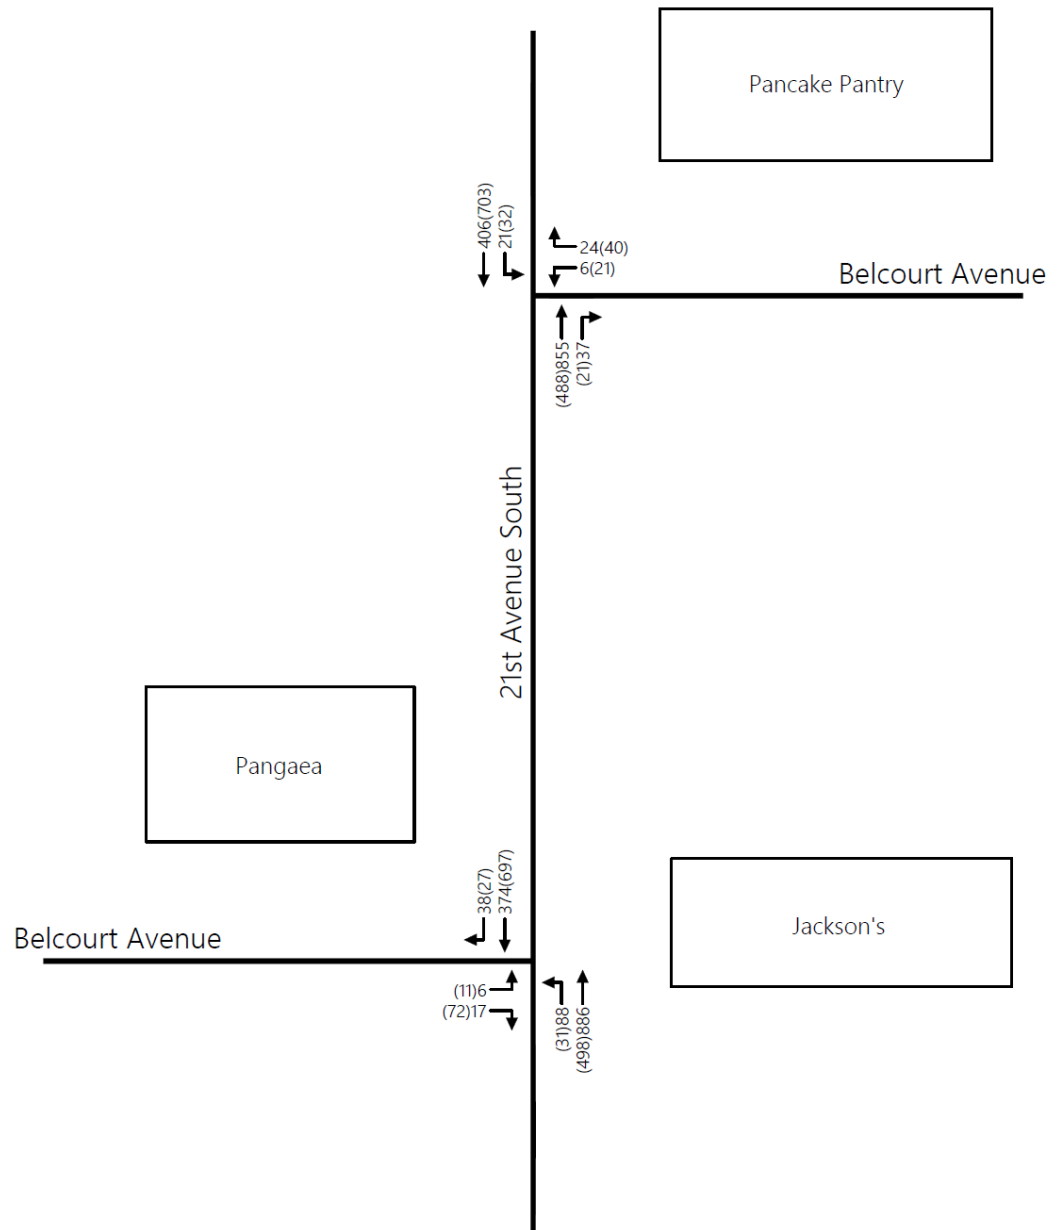 Pancake Pantry
406(703)
21(32)
24(40)
6(21)
Belcourt Avenue
(488)855
(21)37
21st Avenue South
Pangaea
38(27)
374(697)
Jackson's
Belcourt Avenue
(11)6
(72)17
(31)88
(498)886